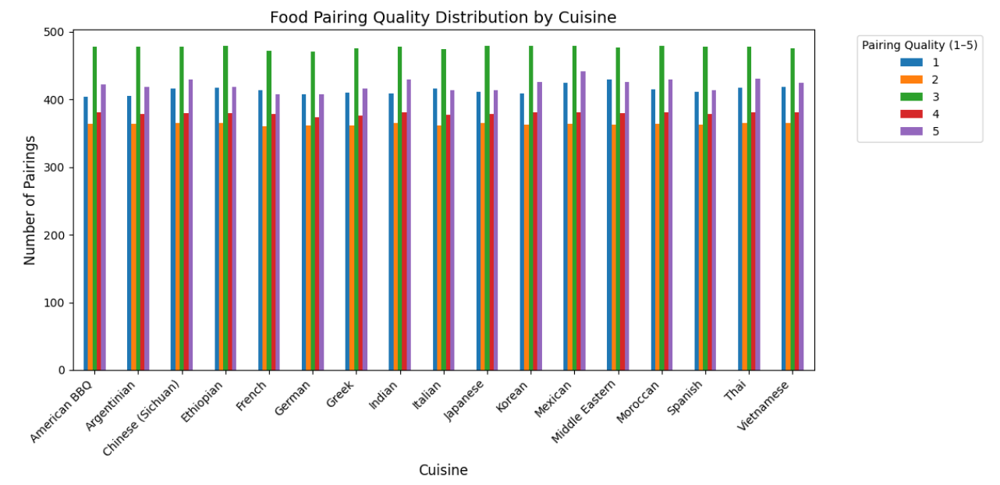 Food Pairing Quality Distribution by Cuisine
Number of Pairings
500
400
300
200
100
0
American BBQ
Argentinian
Chinese (Sichuan)
Ethiopian
French
German
Greek
Indian
Italian
Japanese
Korean
Mexican
Middle Eastern
Moroccan
Spanish
Thai
Vietnamese
Cuisine
Pairing Quality (1–5)
1
2
3
4
5